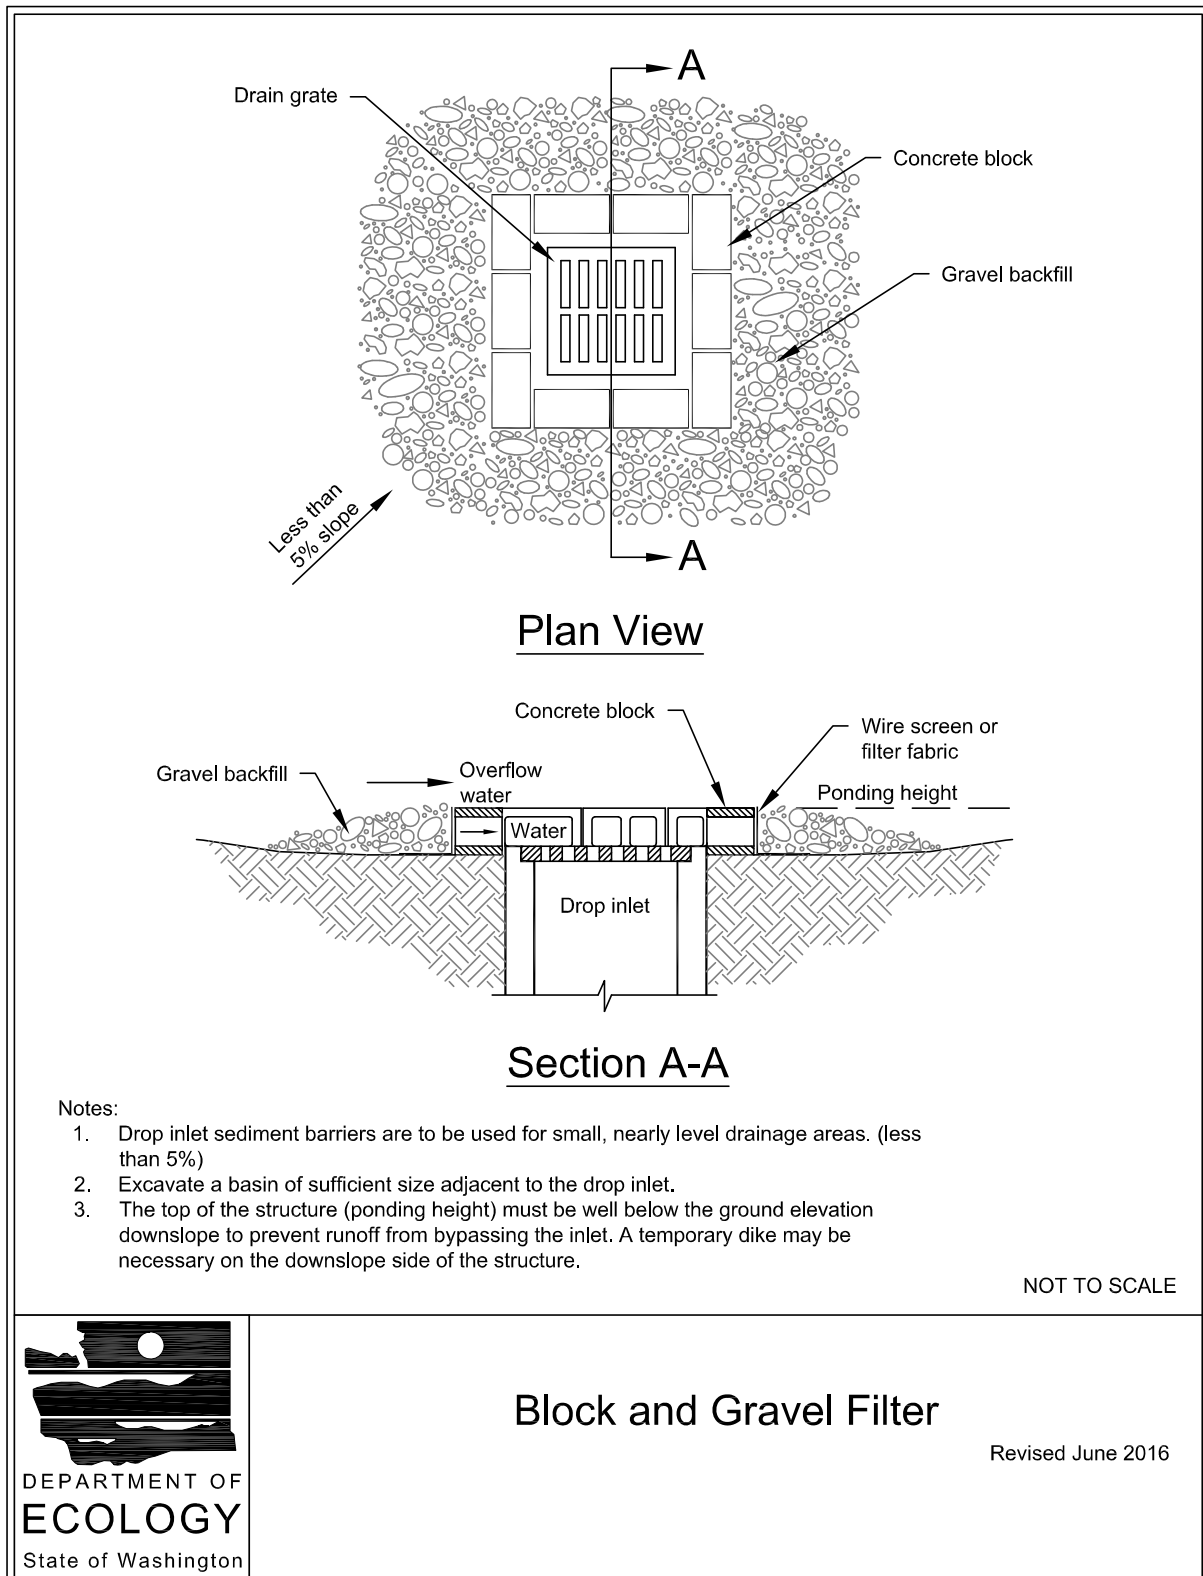 A
Drain grate
Concrete block
Gravel backfill
Less than
5% slope
A
Plan View
Concrete block
Wire screen or
filter fabric
Gravel backfill
Overflow
water
Ponding height
Water
Drop inlet
Section A-A
Notes:
1. Drop inlet sediment barriers are to be used for small, nearly level drainage areas. (less
than 5%)
2. Excavate a basin of sufficient size adjacent to the drop inlet.
3. The top of the structure (ponding height) must be well below the ground elevation
downslope to prevent runoff from bypassing the inlet. A temporary dike may be
necessary on the downslope side of the structure.
NOT TO SCALE
DEPARTMENT OF
ECOLOGY
State of Washington
Block and Gravel Filter
Revised June 2016